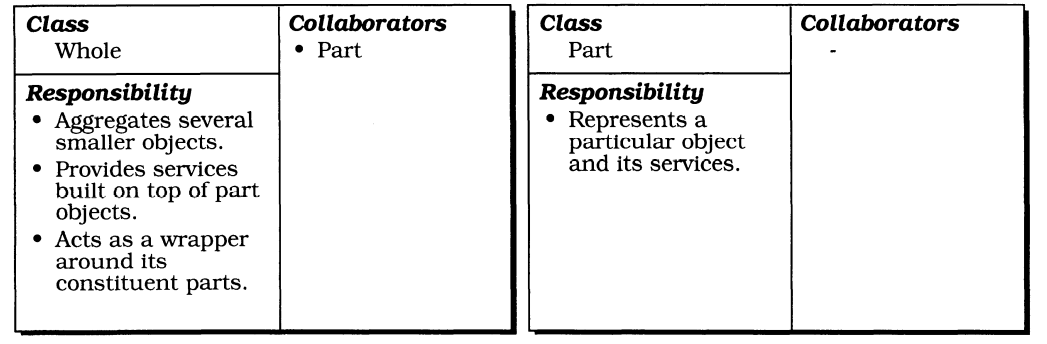 Class
Whole
Collaborators
• Part
Responsibility
• Aggregates several
smaller objects.
• Provides services
built on top of part
objects.
• Acts as a wrapper
around its
constituent parts.
Class
Part
Collaborators
-
Responsibility
• Represents a
particular object
and its services.